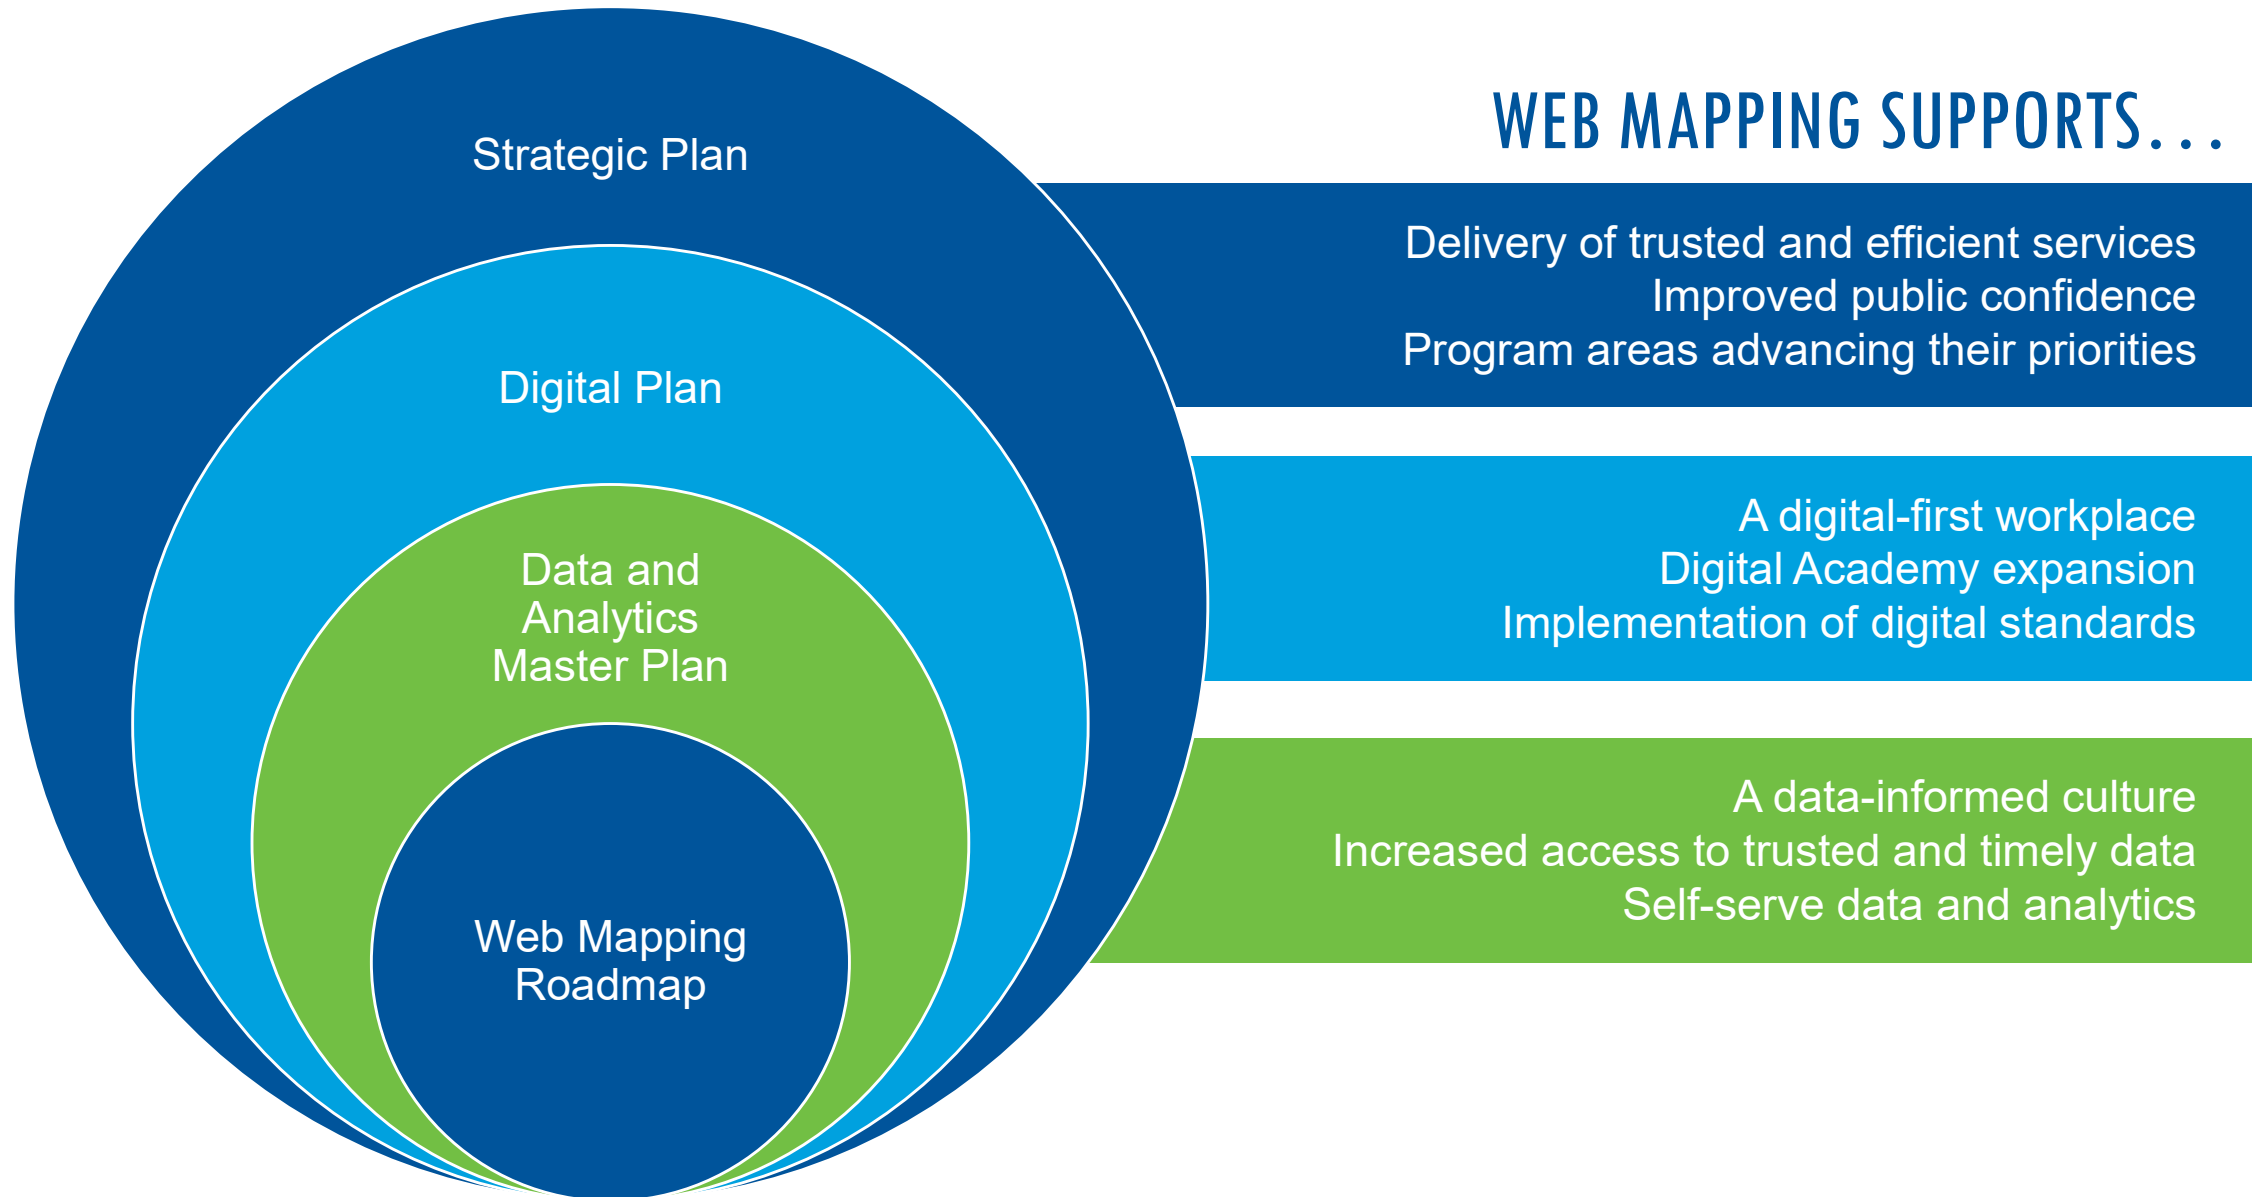 Strategic Plan
Digital Plan
Data and
Analytics
Master Plan
Web Mapping
Roadmap
WEB MAPPING SUPPORTS...
Delivery of trusted and efficient services
Improved public confidence
Program areas advancing their priorities
A digital-first workplace
Digital Academy expansion
Implementation of digital standards
A data-informed culture
Increased access to trusted and timely data
Self-serve data and analytics